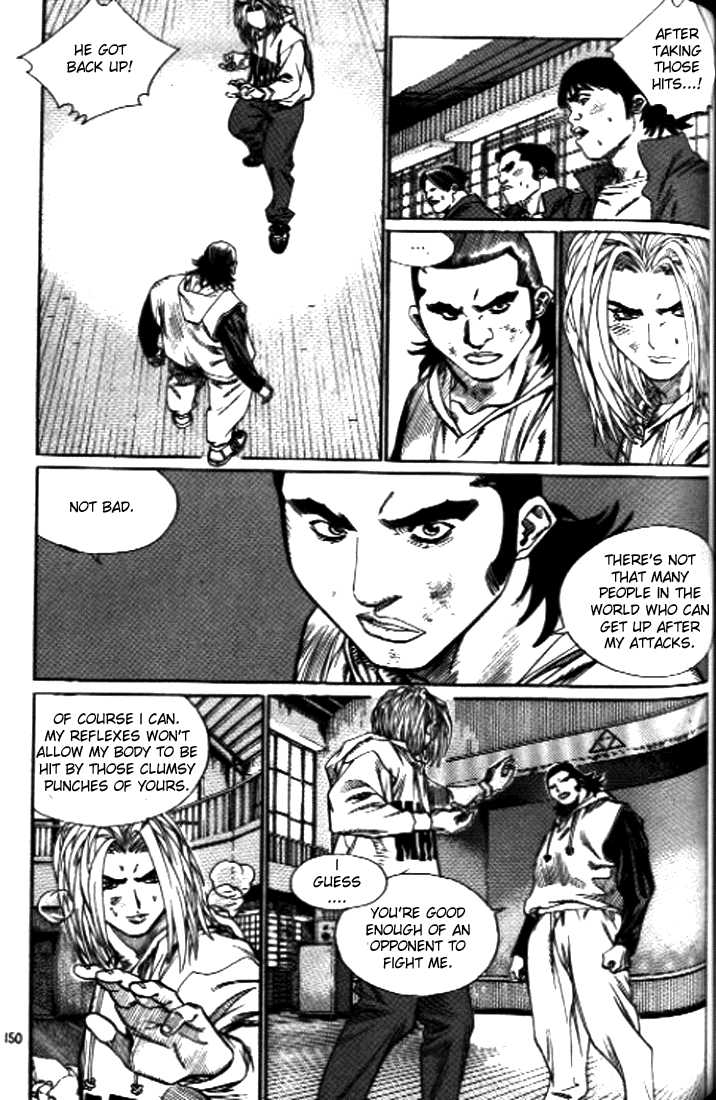 HE GOT
BACK UP!
AFTER
TAKING
THOSE
HITS...!
....
NOT BAD.
THERE'S NOT
THAT MANY
PEOPLE IN THE
WORLD WHO CAN
GET UP AFTER
MY ATTACKS.
OF COURSE I CAN.
MY REFLEXES WON'T
ALLOW MY BODY TO BE
HIT BY THOSE CLUMSY
PUNCHES OF YOURS.
I
GUESS
....
YOU'RE GOOD
ENOUGH OF AN
OPPONENT TO
FIGHT ME.
150